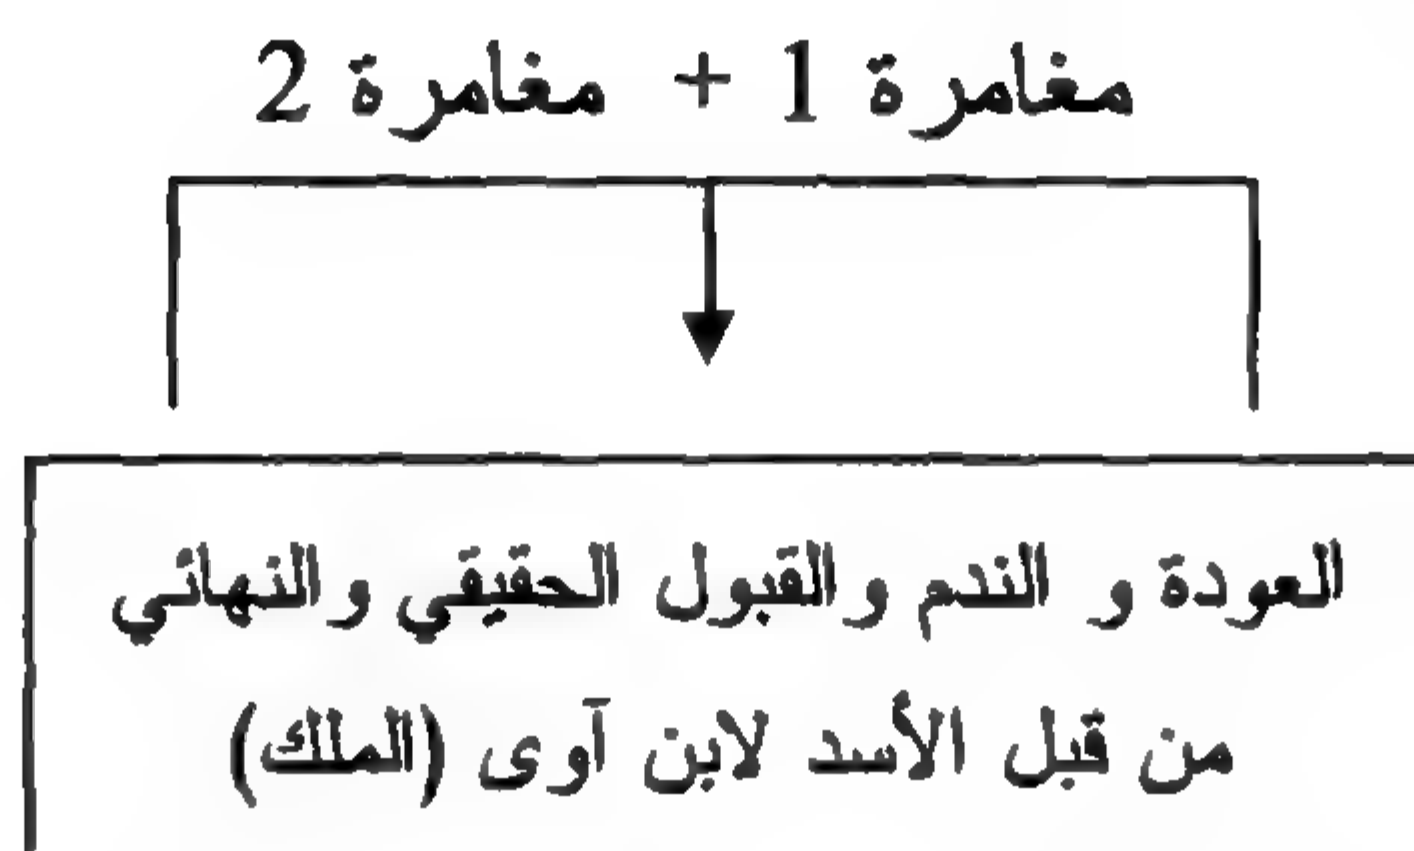 مغامرة 1 + مغامرة 2
العودة و الندم والقبول الحقيقي والنهائي
من قبل الأسد لابن آوى (الملك)